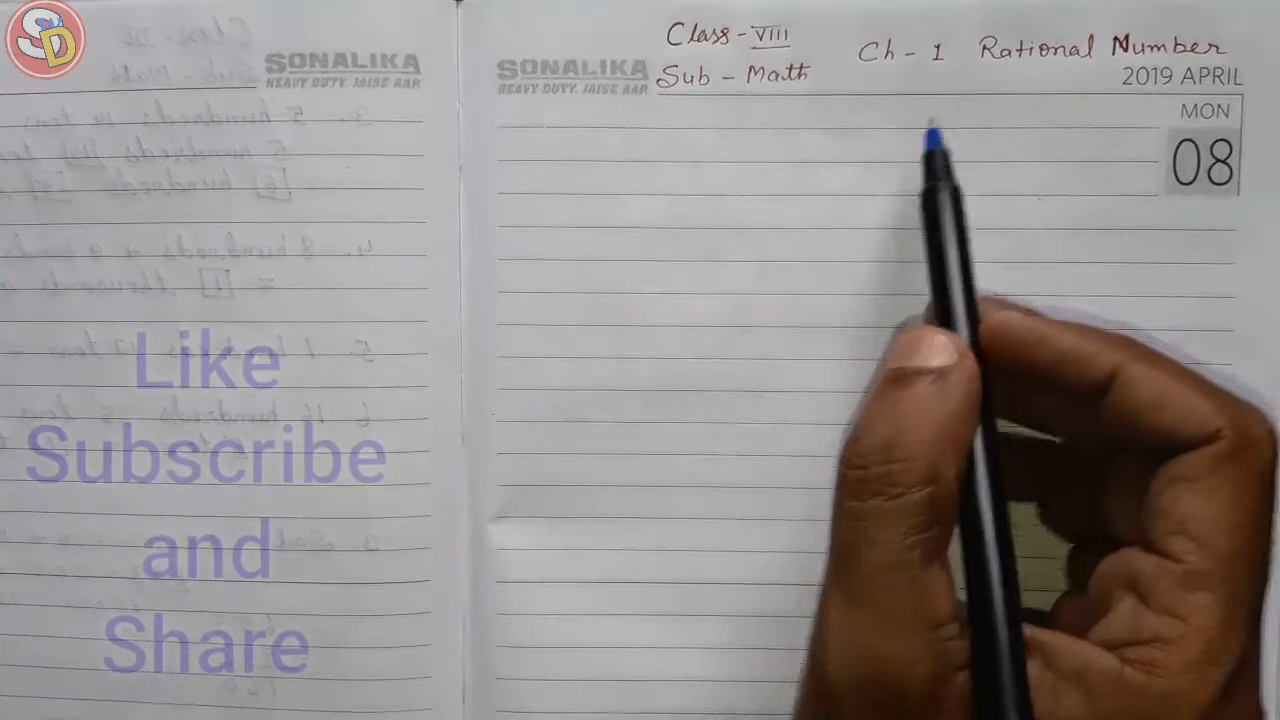 SD
SONALIKA
HEAVY DUTY. JAISE AAR
Like
Subscribe
and
Share
SONALIKA
HEAVY DUTY. JAISE AAR
Class - VIII
Sub - Math
Ch - 1 Rational Number
2019 APRIL
MON
08